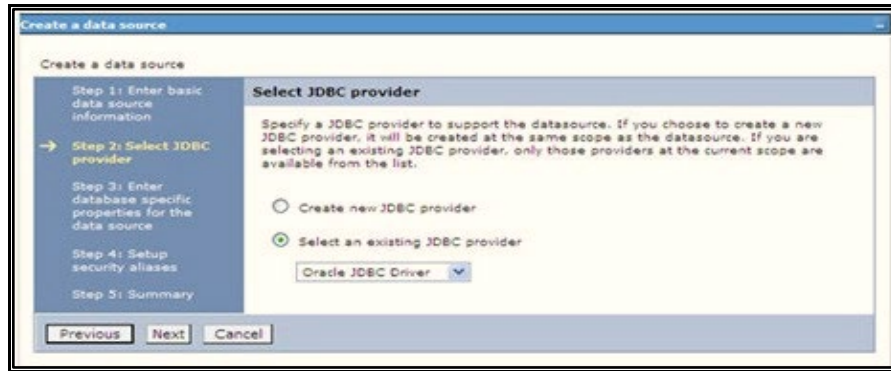 Create a data source
Create a data source
Step 1: Enter basic
data source
information
Step 2: Select JDBC
provider
Step 3: Enter
database specific
properties for the
data source
Step 4: Setup
security aliases
Step 5: Summary
Select JDBC provider
Specify a JDBC provider to support the datasource. If you choose to create a new
JDBC provider, it will be created at the same scope as the datasource. If you are
selecting an existing JDBC provider, only those providers at the current scope are
available from the list.
Create new JDBC provider
Select an existing JDBC provider
Oracle JDBC Driver
Previous Next Cancel